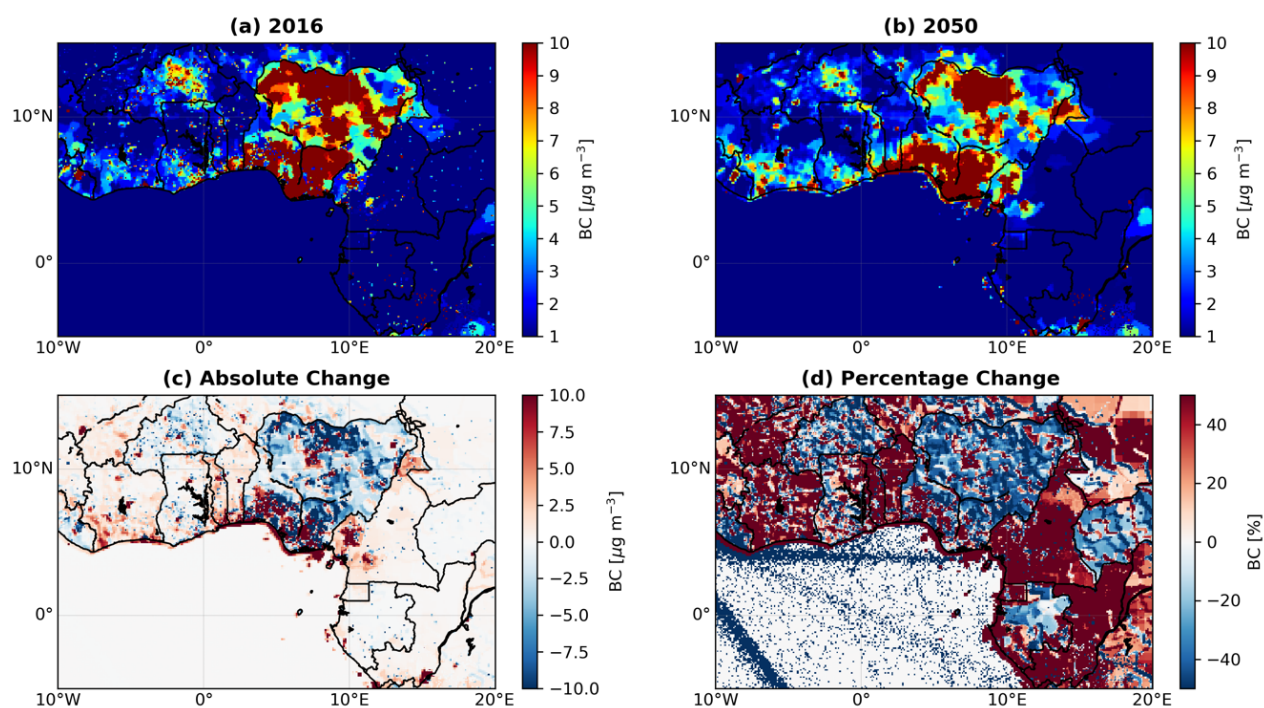 (a) 2016
(b) 2050
10°N
0°
10°W 0° 10°E 20°E
10
9
8
7
6
5
4
3
2
1
BC [μg m⁻³]
10°N
0°
10°W 0° 10°E 20°E
10
9
8
7
6
5
4
3
2
1
BC [μg m⁻³]
(c) Absolute Change
(d) Percentage Change
10°N
0°
10°W 0° 10°E 20°E
10.0
7.5
5.0
2.5
0.0
−2.5
−5.0
−7.5
−10.0
BC [μg m⁻³]
10°N
0°
10°W 0° 10°E 20°E
40
20
0
−20
−40
BC [%]